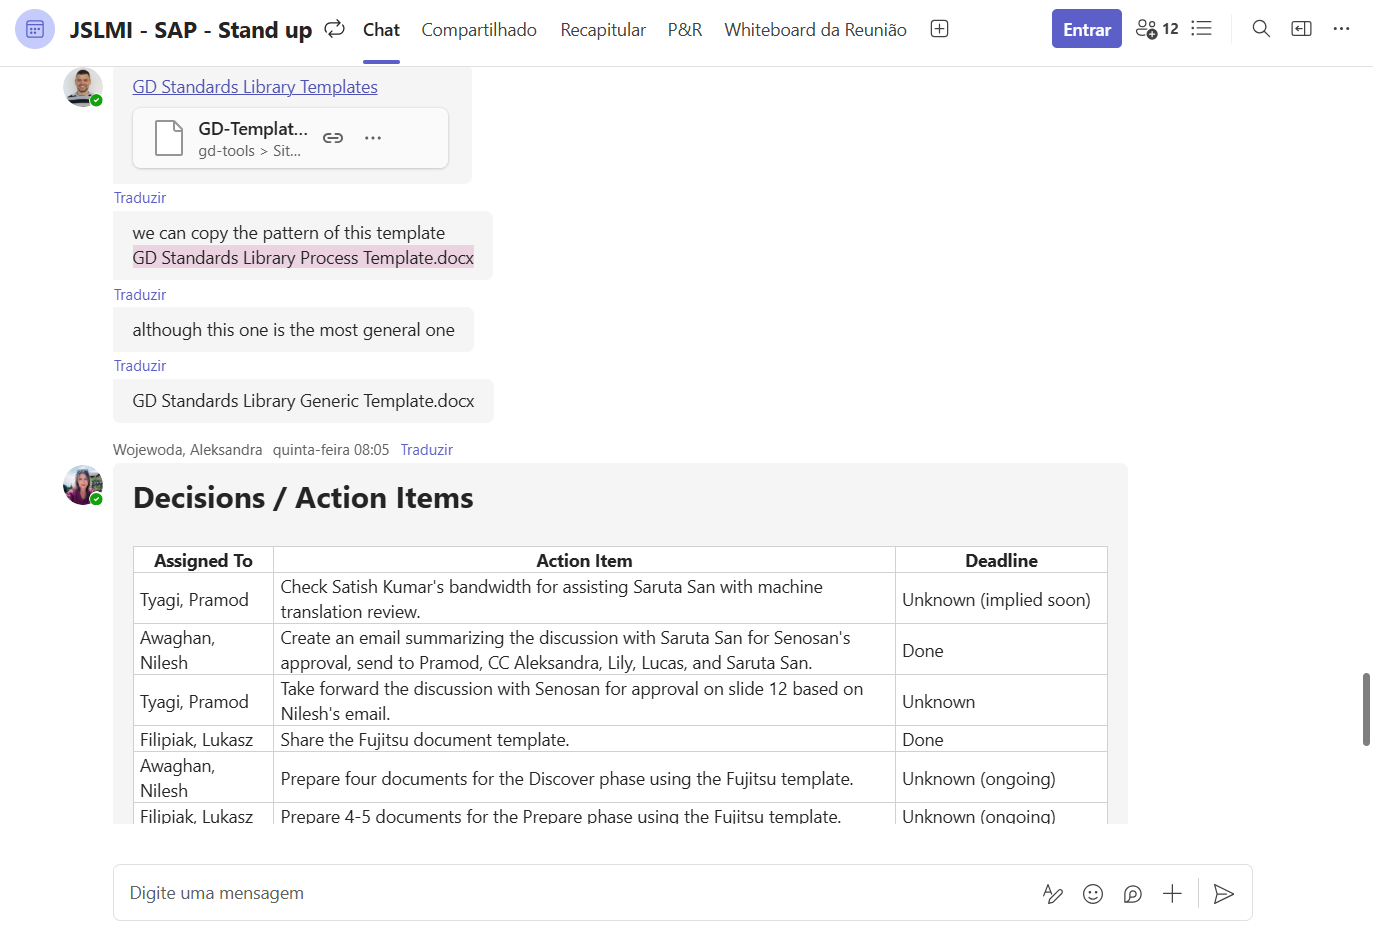 JSLMI - SAP - Stand up
Chat
Compartilhado
Recapitular
P&R
Whiteboard da Reunião
Entrar
12
GD Standards Library Templates
GD-Templat...
gd-tools > Sit...
Traduzir
we can copy the pattern of this template
GD Standards Library Process Template.docx
Traduzir
although this one is the most general one
Traduzir
GD Standards Library Generic Template.docx
Wojewoda, Aleksandra quinta-feira 08:05 Traduzir
Decisions / Action Items
Assigned To Action Item Deadline
Tyagi, Pramod
Check Satish Kumar's bandwidth for assisting Saruta San with machine
translation review.
Unknown (implied soon)
Awaghan,
Nilesh
Create an email summarizing the discussion with Saruta San for Senosan's
approval, send to Pramod, CC Aleksandra, Lily, Lucas, and Saruta San.
Done
Tyagi, Pramod
Take forward the discussion with Senosan for approval on slide 12 based on
Nilesh's email.
Unknown
Filipiak, Lukasz Share the Fujitsu document template. Done
Awaghan,
Nilesh
Prepare four documents for the Discover phase using the Fujitsu template.
Unknown (ongoing)
Filipiak, Lukasz Prepare 4-5 documents for the Prepare phase using the Fujitsu template. Unknown (ongoing)
Digite uma mensagem